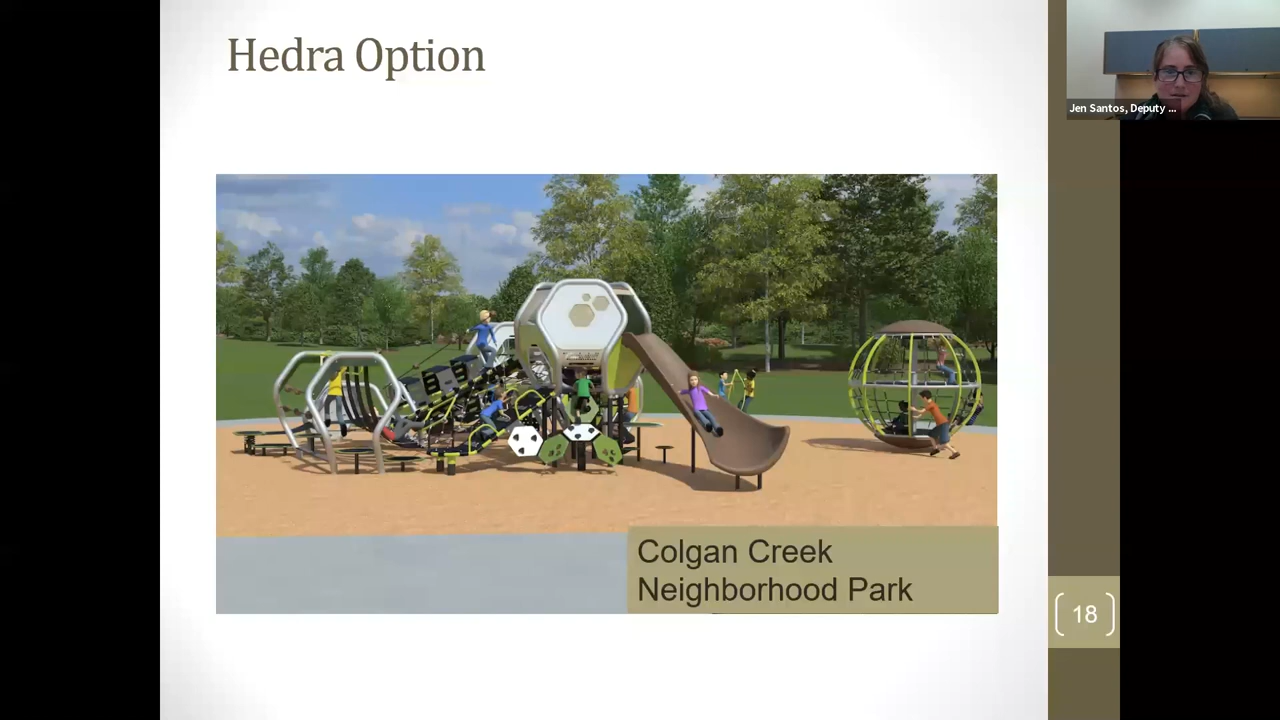 Hedra Option
Jen Santos, Deputy ...
Colgan Creek
Neighborhood Park
18